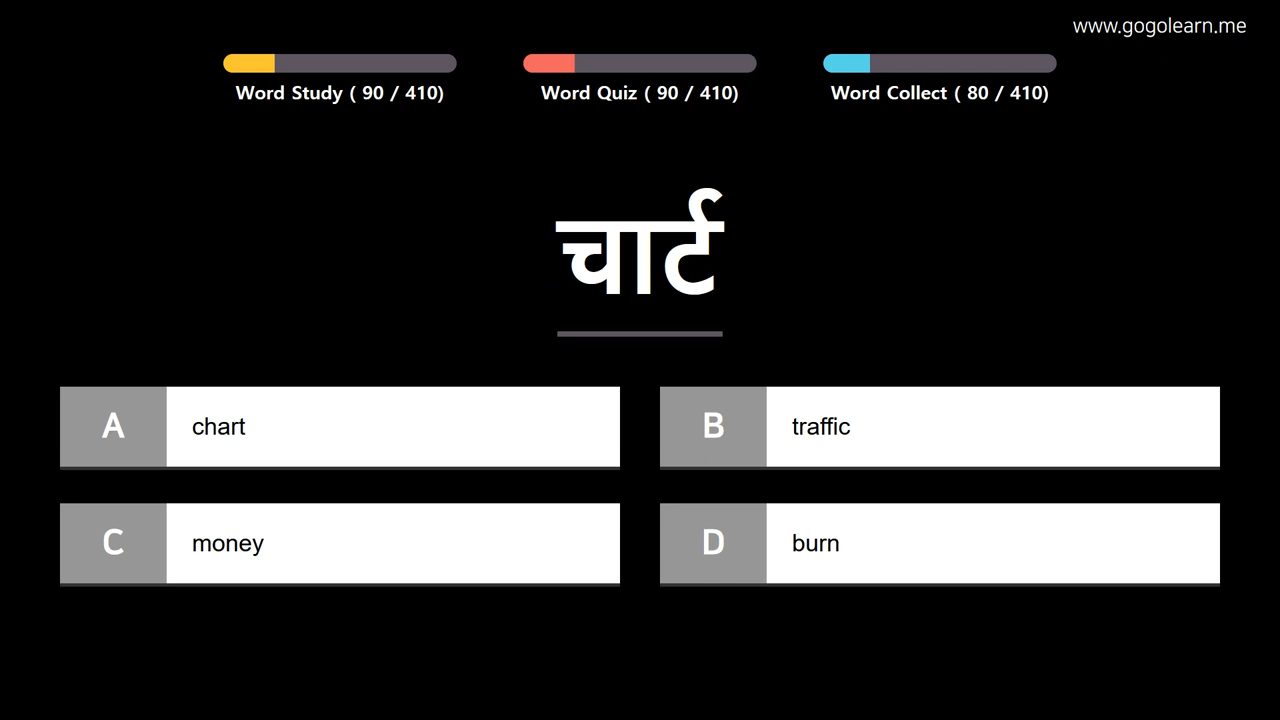 www.gogolearn.me
Word Study ( 90 / 410)
Word Quiz ( 90 / 410)
Word Collect ( 80 / 410)
चार्ट
A chart
B traffic
C money
D burn